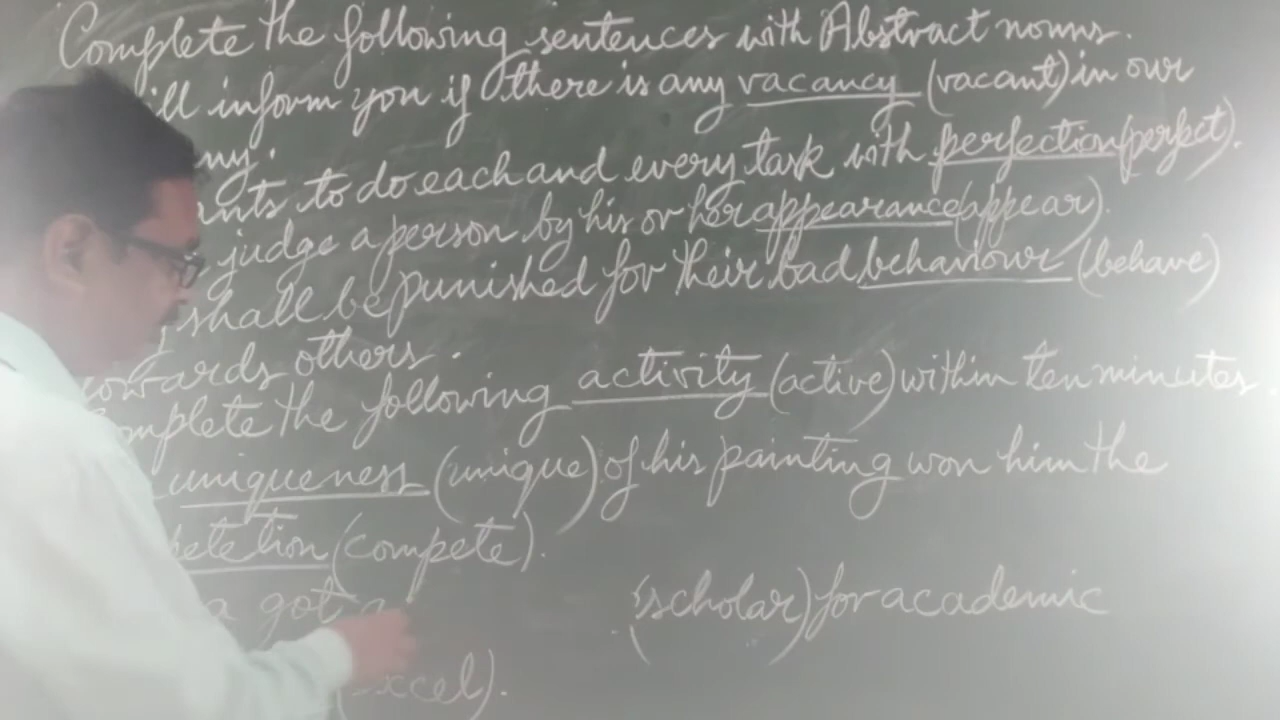 Complete the following sentences with Abstract nouns.
ill inform you if there is any vacancy (vacant) in our
ny.
nts to do each and every task with perfection (perfect).
judge a person by his or her appearance (appear).
shall be punished for their bad behaviour (behave)
towards others.
mplete the following activity (active) within ten minutes.
uniqueness (unique) of his painting won him the
petetion (compete).
a got a (scholar) for academic
(excel).